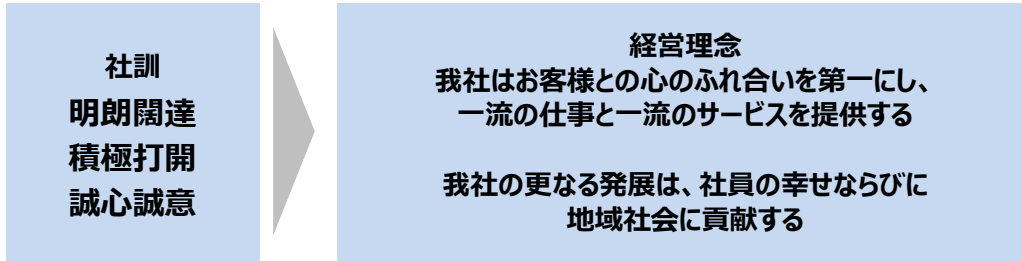 社訓
明朗闊達
積極打開
誠心誠意
経営理念
我社はお客様との心のふれ合いを第一にし、
一流の仕事と一流のサービスを提供する
我社の更なる発展は、社員の幸せならびに
地域社会に貢献する